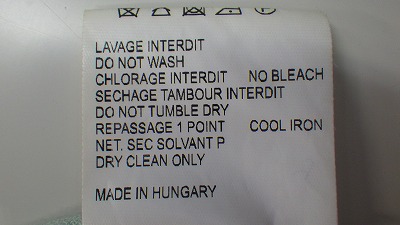 LAVAGE INTERDIT
DO NOT WASH
CHLORAGE INTERDIT NO BLEACH
SECHAGE TAMBOUR INTERDIT
DO NOT TUMBLE DRY
REPASSAGE 1 POINT COOL IRON
NET. SEC SOLVANT P
DRY CLEAN ONLY
MADE IN HUNGARY